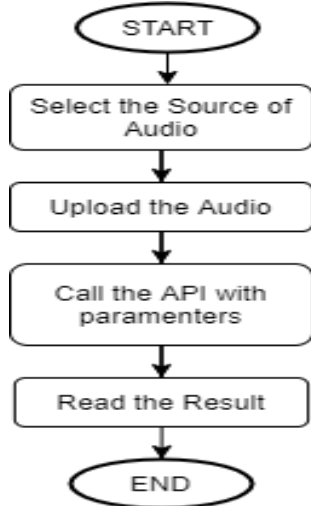 START
Select the Source of
Audio
Upload the Audio
Call the API with
paramenters
Read the Result
END